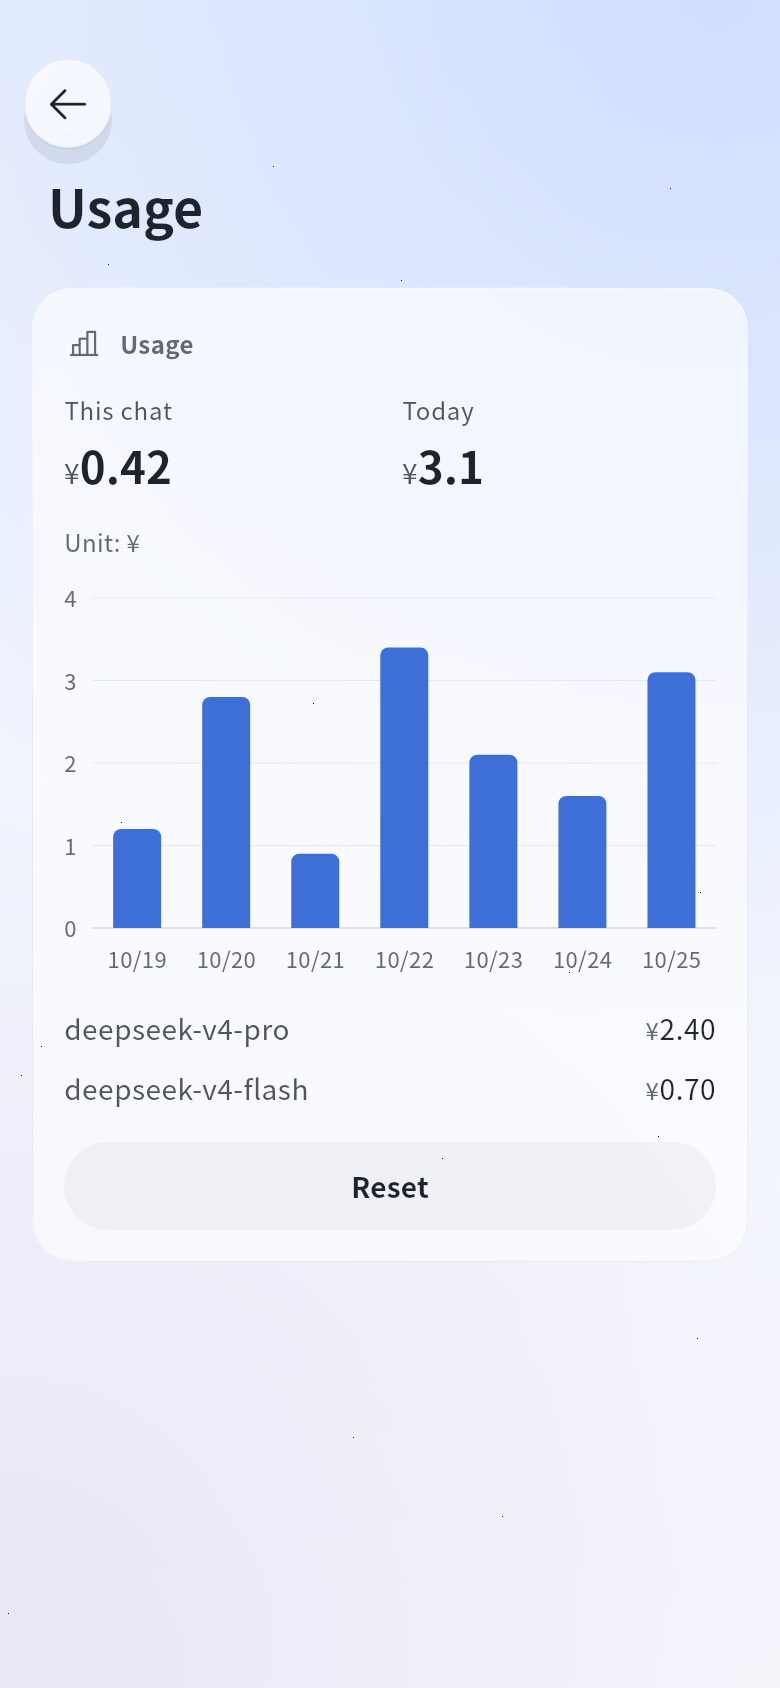 Usage
Usage
This chat Today
¥0.42 ¥3.1
Unit: ¥
4
3
2
1
0
10/19 10/20 10/21 10/22 10/23 10/24 10/25
deepseek-v4-pro ¥2.40
deepseek-v4-flash ¥0.70
Reset